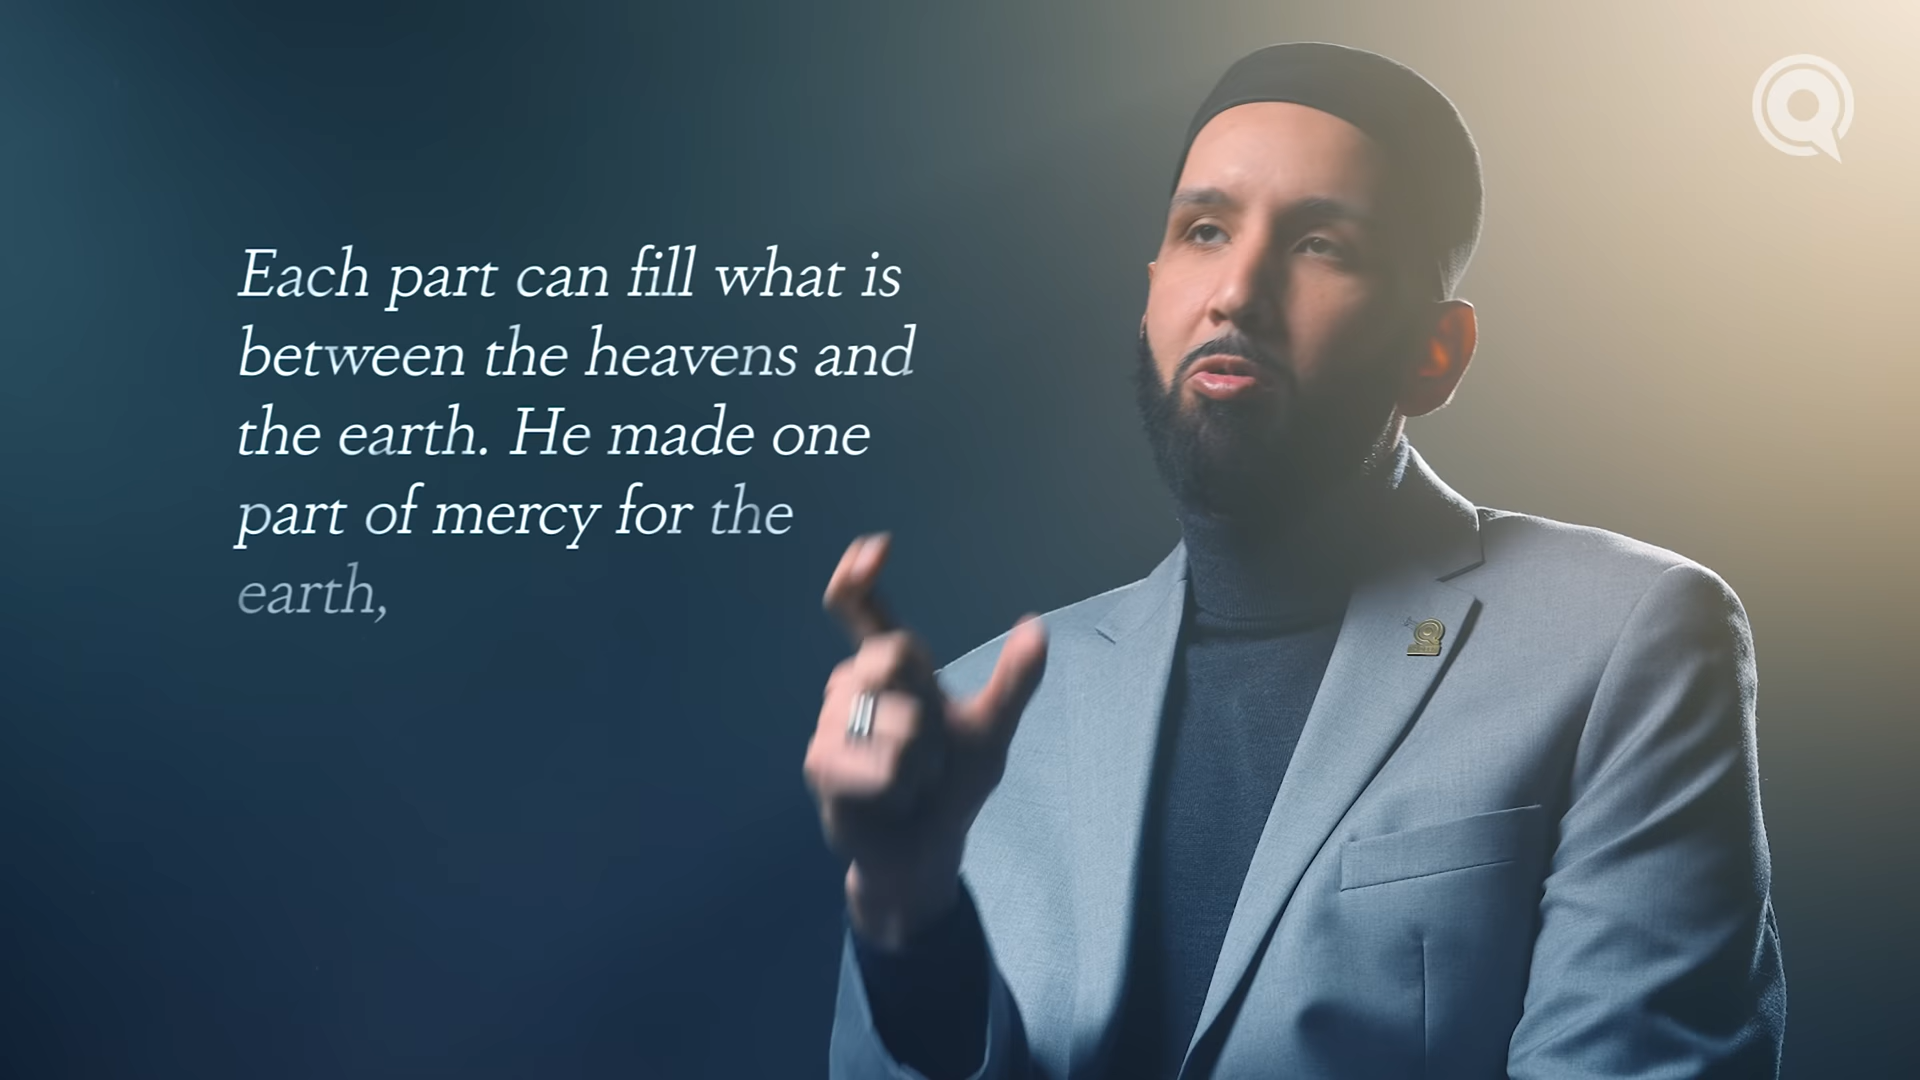 Each part can fill what is
between the heavens and
the earth. He made one
part of mercy for the
earth,